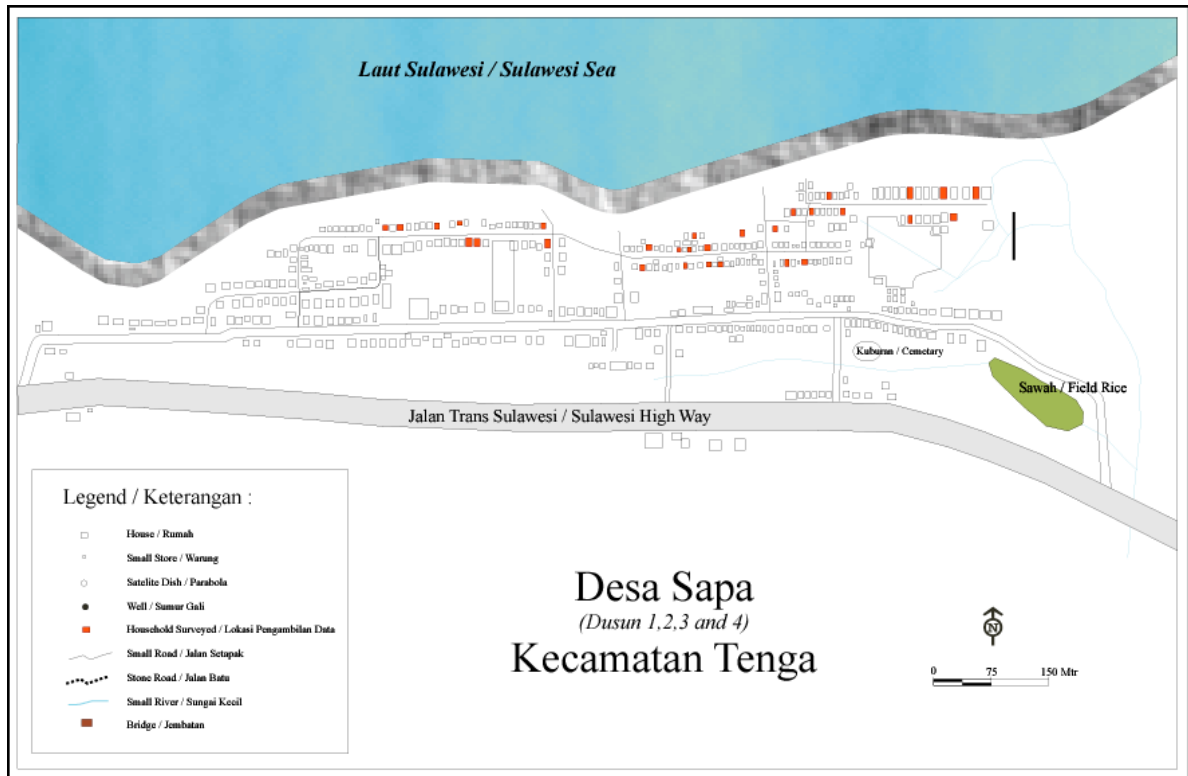 Laut Sulawesi / Sulawesi Sea
Kuburan / Cemetary
Sawah / Field Rice
Jalan Trans Sulawesi / Sulawesi High Way
Legend / Keterangan :
House / Rumah
Small Store / Warung
Satelite Dish / Parabola
Well / Sumur Gali
Household Surveyed / Lokasi Pengambilan Data
Small Road / Jalan Setapak
Stone Road / Jalan Batu
Small River / Sungai Kecil
Bridge / Jembatan
Desa Sapa
(Dusun 1,2,3 and 4)
Kecamatan Tenga
N
0 75 150 Mtr